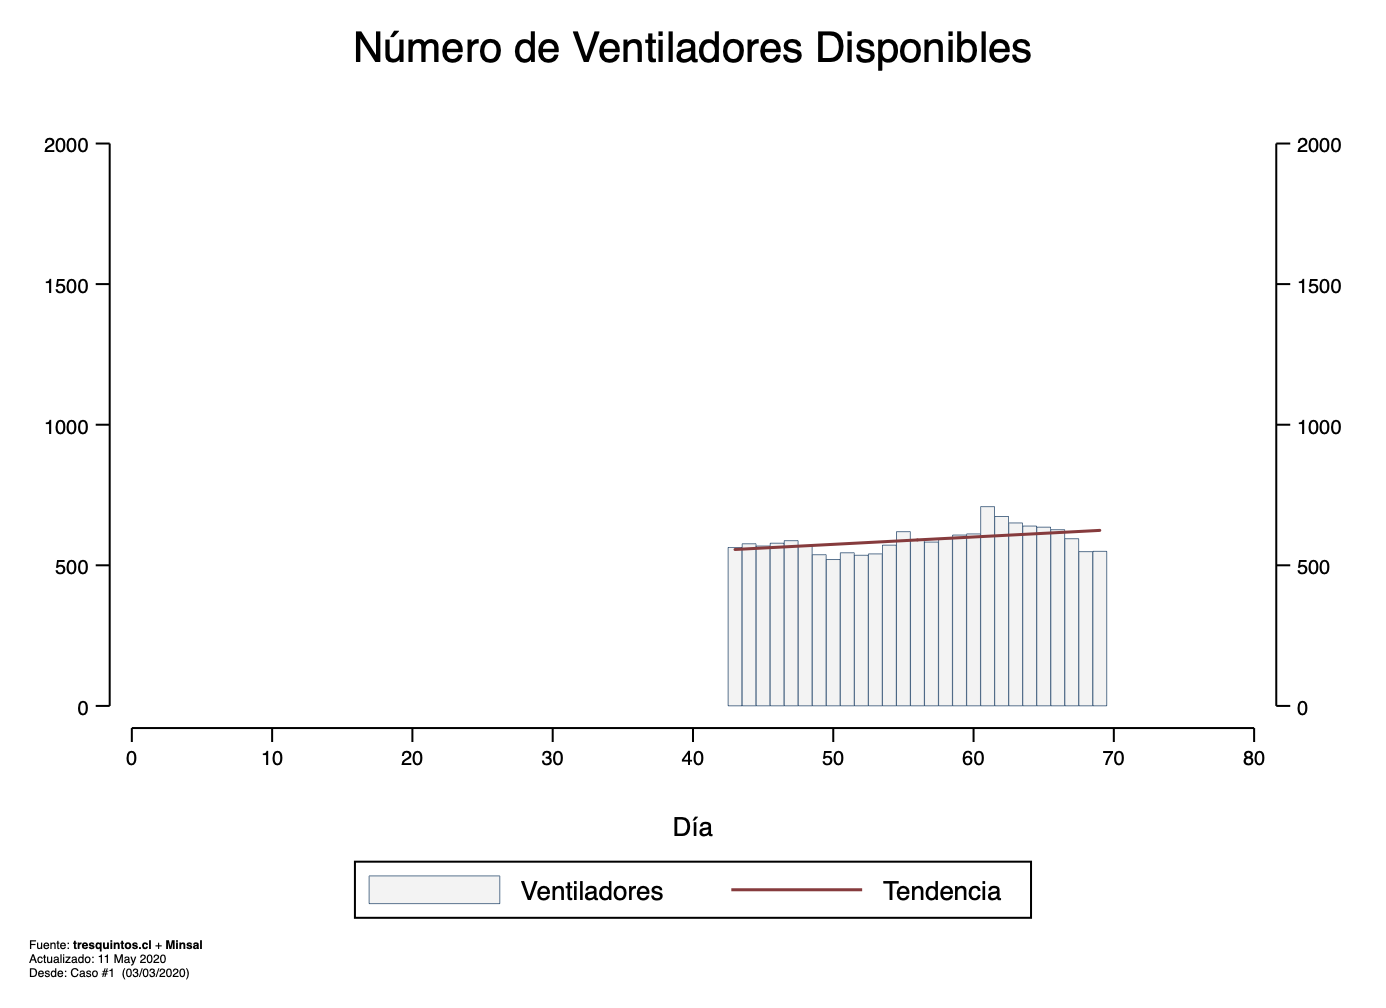 Número de Ventiladores Disponibles
2000
1500
1000
500
0
2000
1500
1000
500
0
0 10 20 30 40 50 60 70 80
Día
Ventiladores Tendencia
Fuente: tresquintos.cl + Minsal
Actualizado: 11 May 2020
Desde: Caso #1 (03/03/2020)